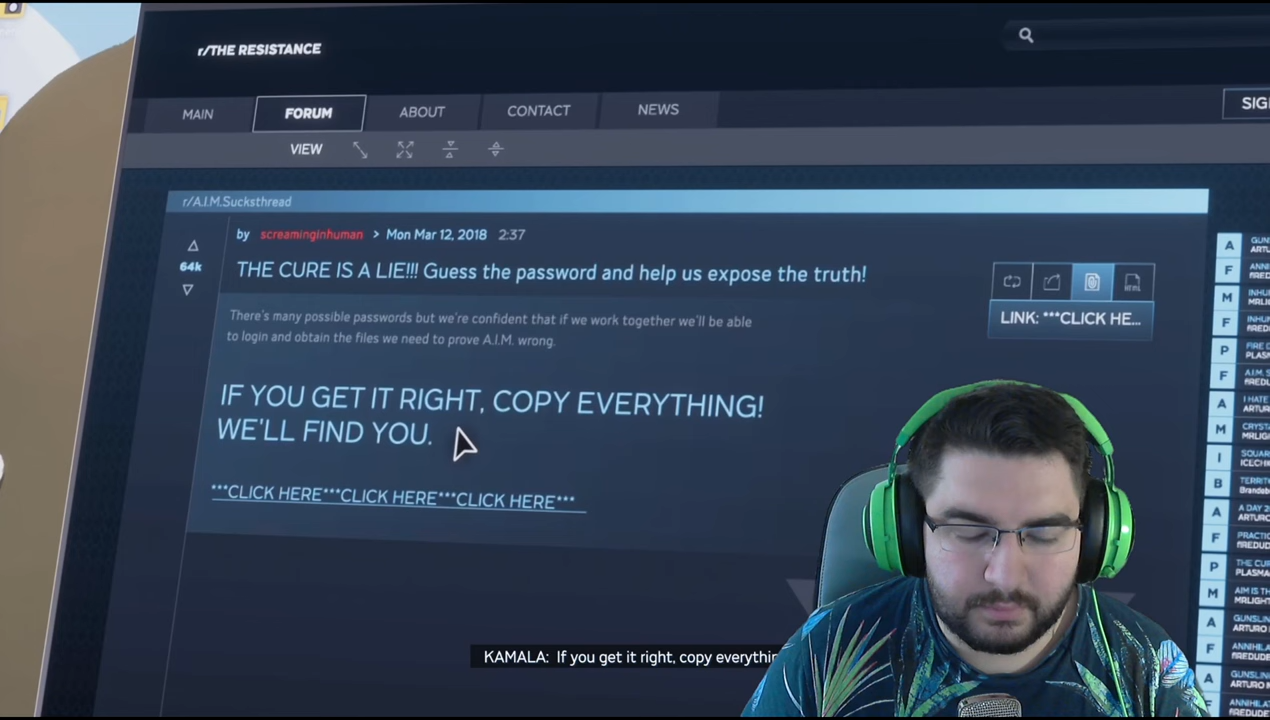 r/THE RESISTANCE
MAIN
FORUM
ABOUT
CONTACT
NEWS
SIG
VIEW
r/A.I.M.Sucksthread
by screaminginhuman > Mon Mar 12, 2018 2:37
64k
THE CURE IS A LIE!!! Guess the password and help us expose the truth!
HTML
LINK: ***CLICK HE...
There's many possible passwords but we're confident that if we work together we'll be able
to login and obtain the files we need to prove A.I.M. wrong.
IF YOU GET IT RIGHT, COPY EVERYTHING!
WE'LL FIND YOU.
***CLICK HERE***CLICK HERE***CLICK HERE***
KAMALA: If you get it right, copy everythin
A
F
M
F
P
F
A
M
I
B
A
F
P
M
A
F
A